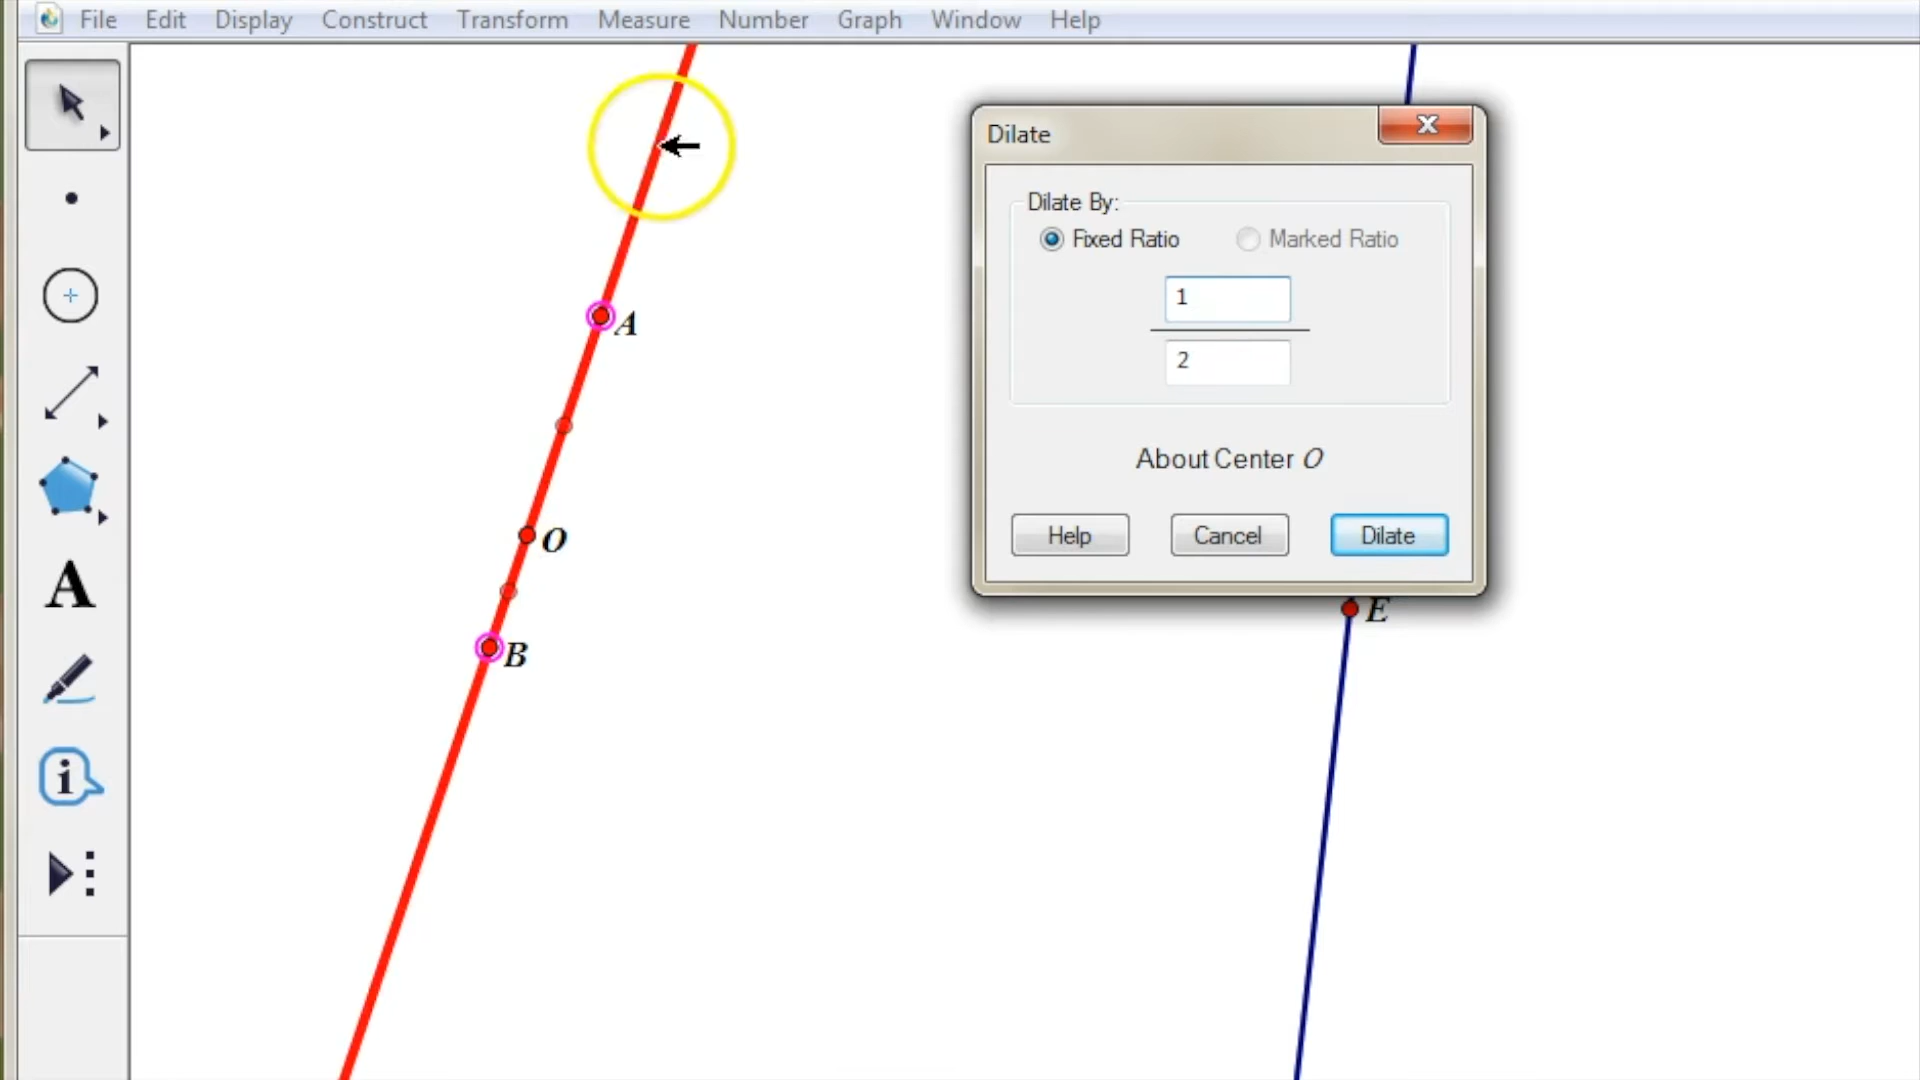 File Edit Display Construct Transform Measure Number Graph Window Help
Dilate
X
Dilate By:
Fixed Ratio Marked Ratio
1
2
About Center O
Help Cancel Dilate
A
O
B
E
A
i